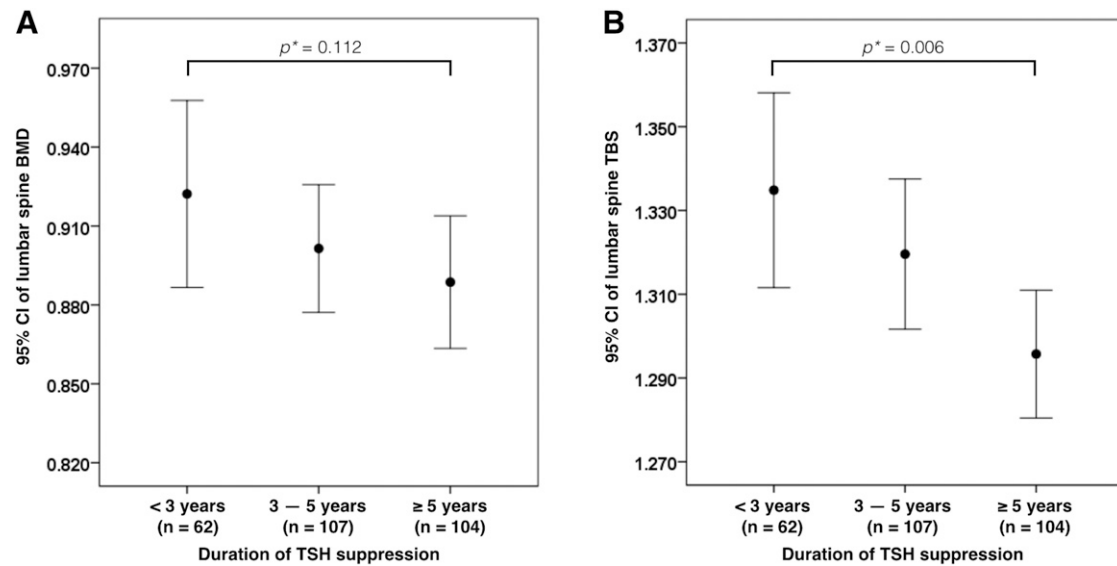 A
p* = 0.112
0.970
0.940
0.910
0.880
0.850
0.820
95% CI of lumbar spine BMD
< 3 years
(n = 62)
3 — 5 years
(n = 107)
≥ 5 years
(n = 104)
Duration of TSH suppression
B
p* = 0.006
1.370
1.350
1.330
1.310
1.290
1.270
95% CI of lumbar spine TBS
< 3 years
(n = 62)
3 — 5 years
(n = 107)
≥ 5 years
(n = 104)
Duration of TSH suppression